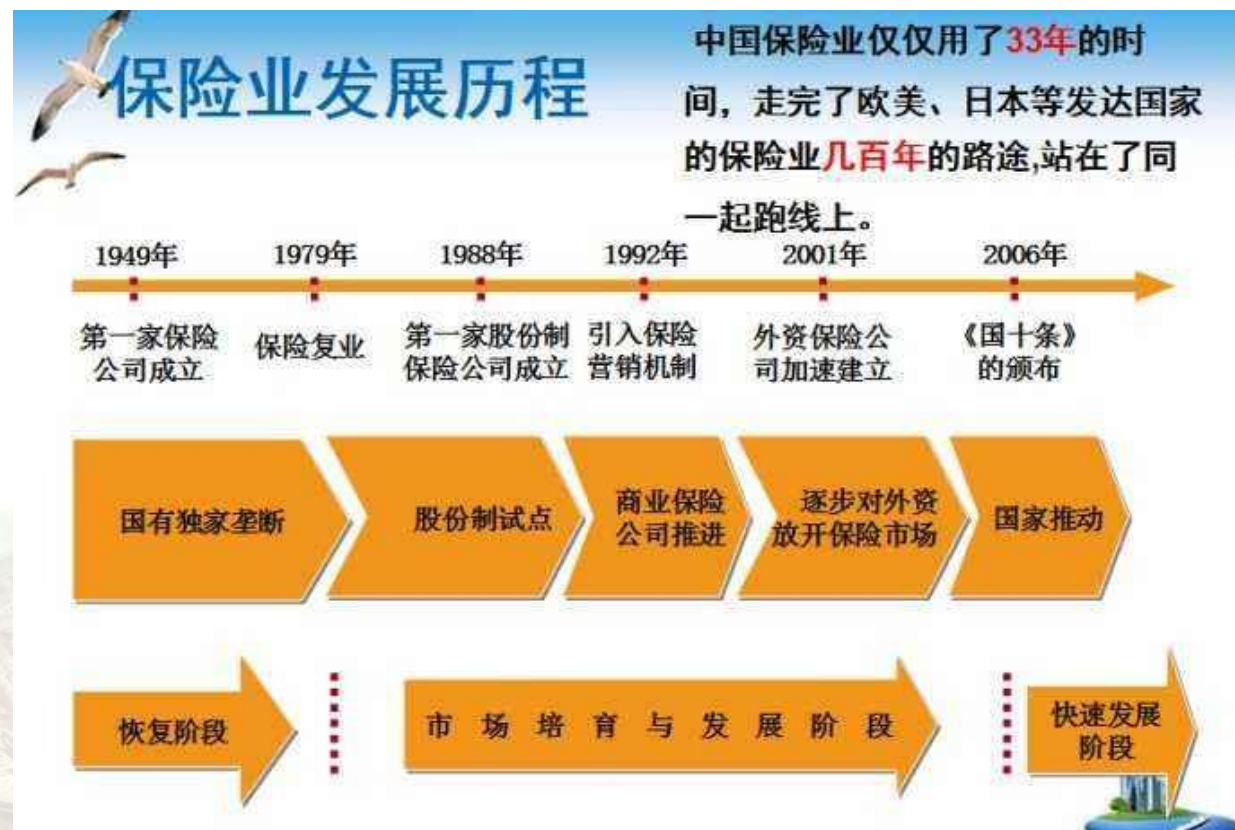 保险业发展历程
中国保险业仅仅用了33年的时
间，走完了欧美、日本等发达国家
的保险业几百年的路途,站在了同
一起跑线上。
1949年
1979年
1988年
1992年
2001年
2006年
第一家保险
公司成立
保险复业
第一家股份制
保险公司成立
引入保险
营销机制
外资保险公
司加速建立
《国十条》
的颁布
国有独家垄断
股份制试点
商业保险
公司推进
逐步对外资
放开保险市场
国家推动
恢复阶段
市场培育与发展阶段
快速发展
阶段